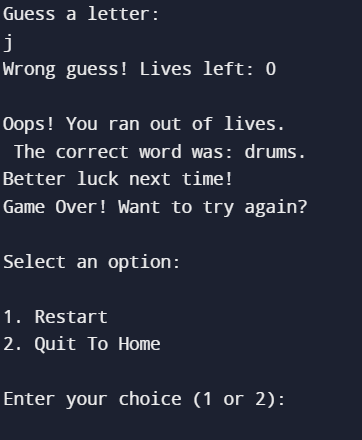 Guess a letter:
j
Wrong guess! Lives left: 0
Oops! You ran out of lives.
The correct word was: drums.
Better luck next time!
Game Over! Want to try again?
Select an option:
1. Restart
2. Quit To Home
Enter your choice (1 or 2):